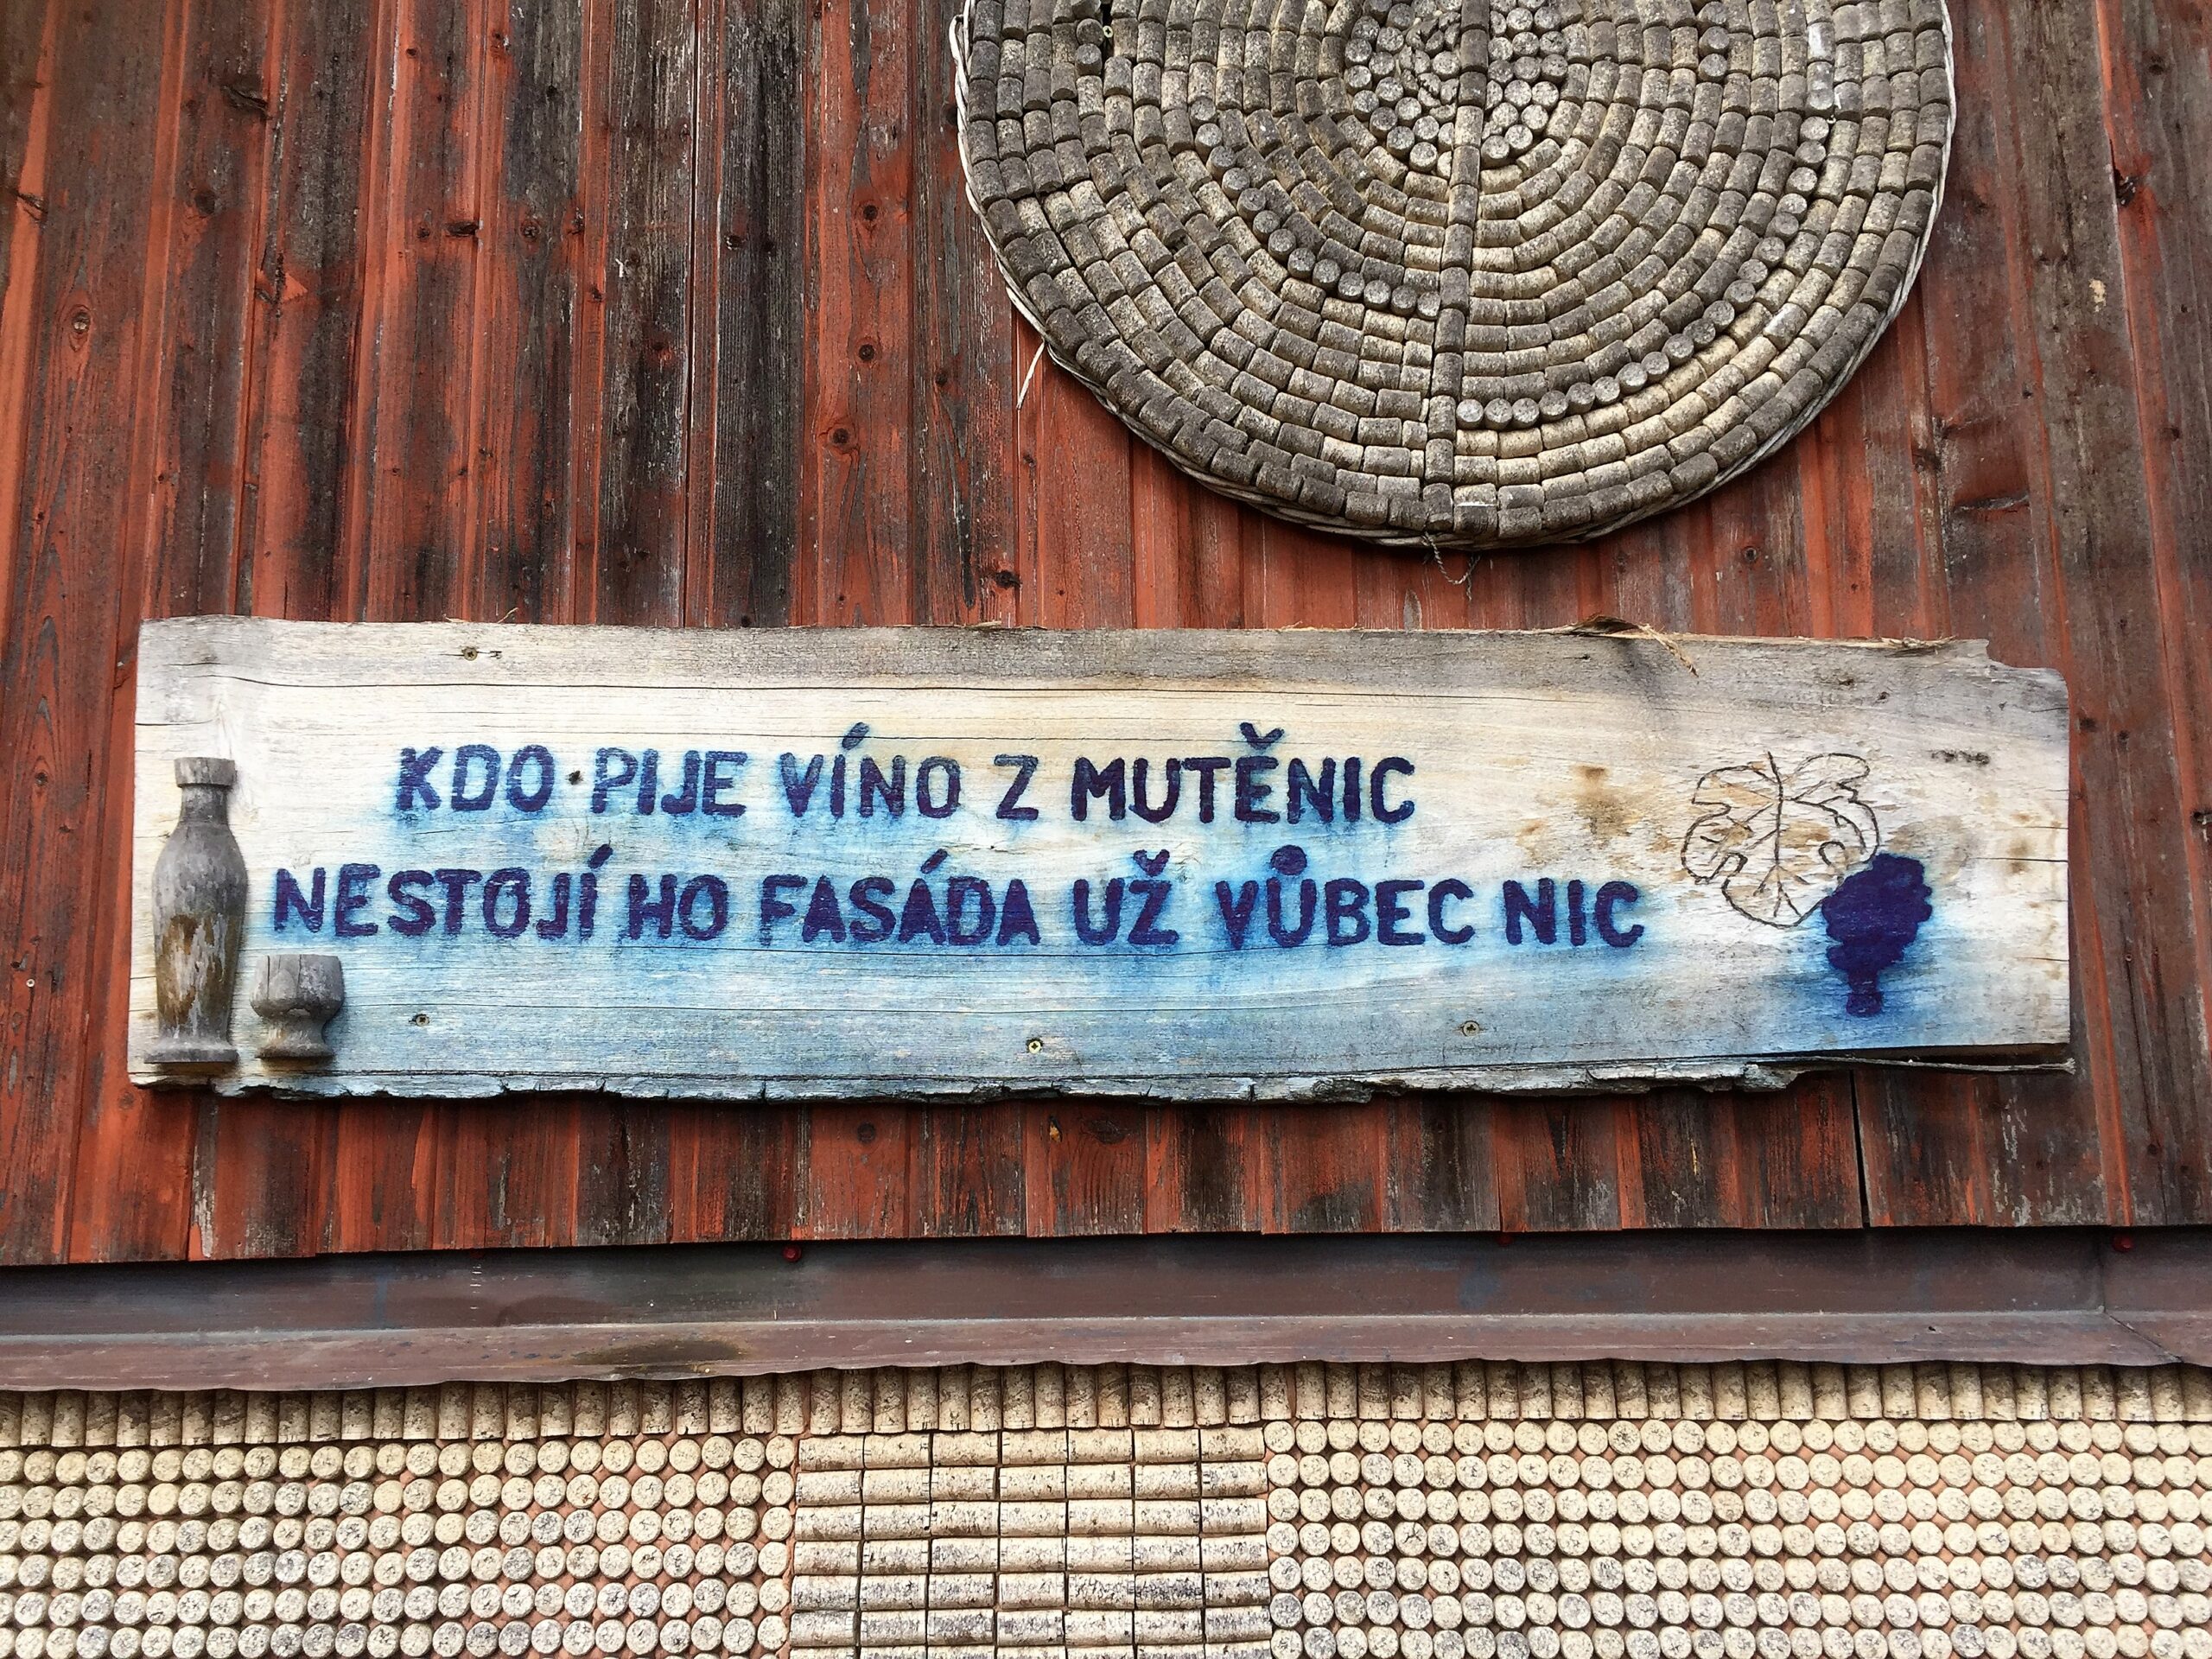 KDO PIJE VÍNO Z MUTĚNIC
NESTOJÍ HO FASÁDA UŽ VŮBEC NIC